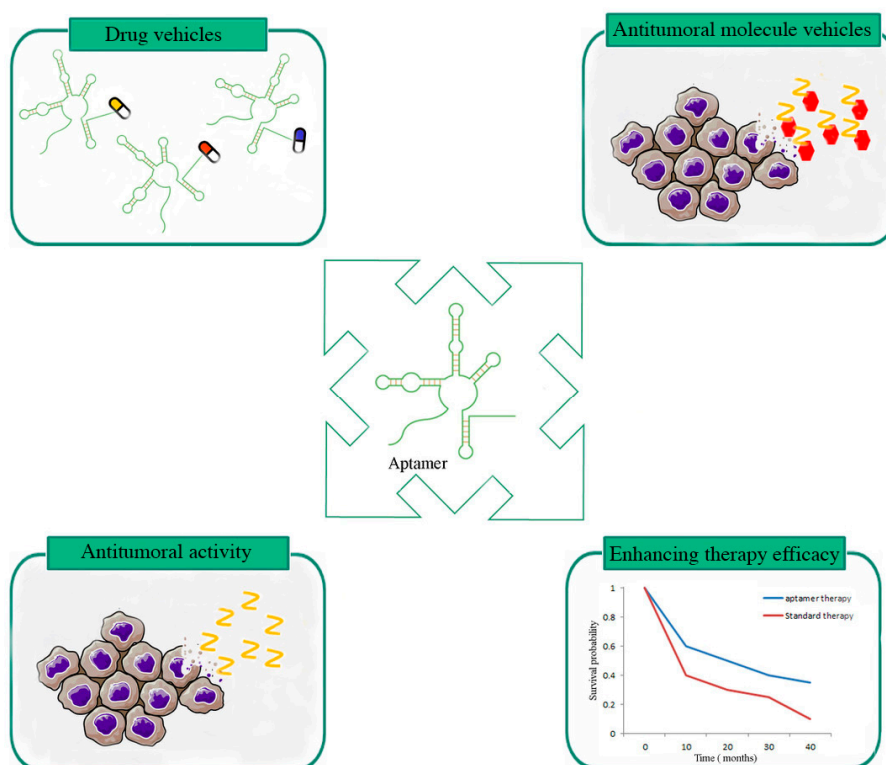 Drug vehicles
Antitumoral molecule vehicles
Aptamer
Antitumoral activity
Enhancing therapy efficacy
1
0.8
0.6
0.4
0.2
0
Survival probability
aptamer therapy
Standard therapy
0 10 20 30 40
Time ( months)